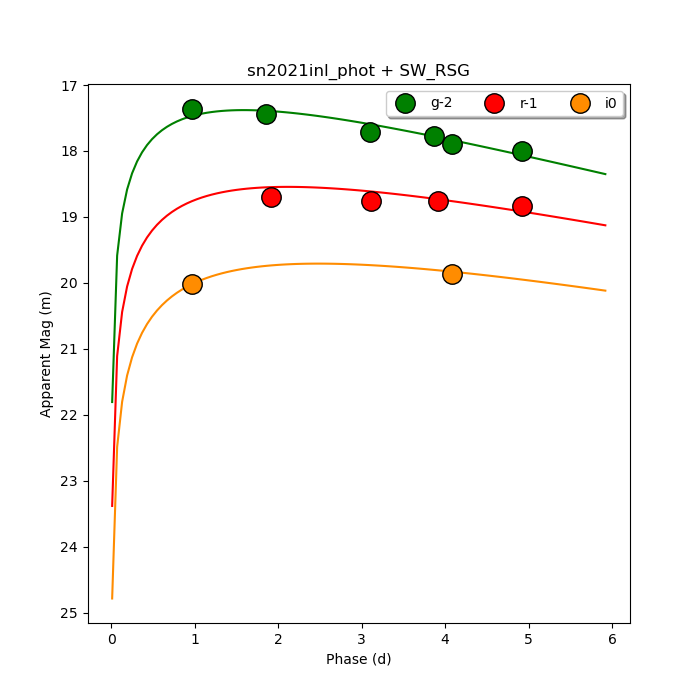 sn2021inl_phot + SW_RSG
g-2 r-1 i0
17
18
19
20
21
22
23
24
25
Apparent Mag (m)
0 1 2 3 4 5 6
Phase (d)